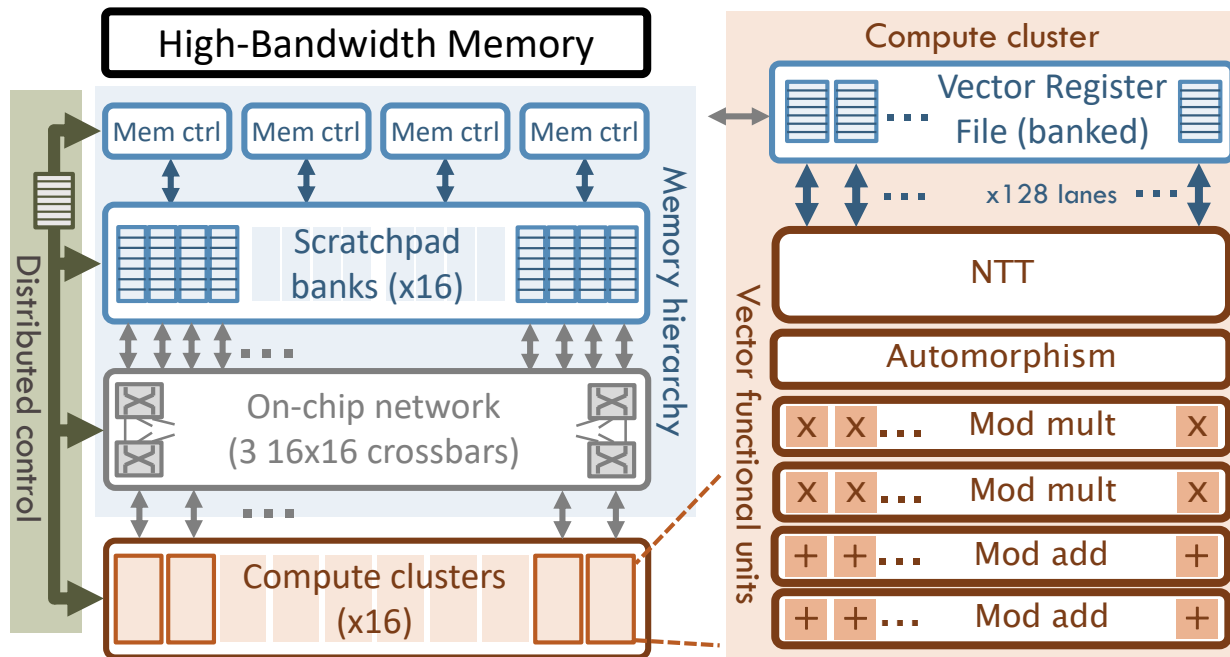 High-Bandwidth Memory
Distributed control
Mem ctrl
Mem ctrl
Mem ctrl
Mem ctrl
Scratchpad
banks (x16)
Memory hierarchy
On-chip network
(3 16x16 crossbars)
Compute clusters
(x16)
Compute cluster
Vector Register
File (banked)
x128 lanes
Vector functional units
NTT
Automorphism
x x ... Mod mult x
x x ... Mod mult x
+ + ... Mod add +
+ + ... Mod add +